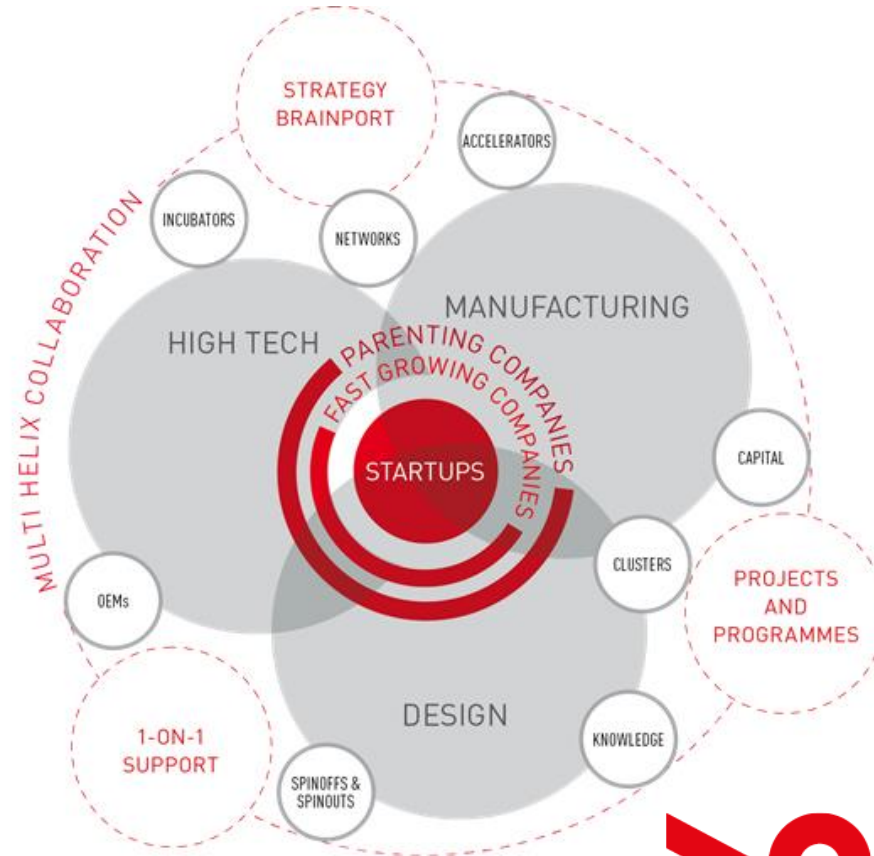 STRATEGY
BRAINPORT
ACCELERATORS
INCUBATORS
NETWORKS
MULTI HELIX COLLABORATION
MANUFACTURING
HIGH TECH
PARENTING COMPANIES
FAST GROWING COMPANIES
STARTUPS
CAPITAL
CLUSTERS
OEMs
PROJECTS
AND
PROGRAMMES
DESIGN
KNOWLEDGE
1-ON-1
SUPPORT
SPINOFFS &
SPINOUTS